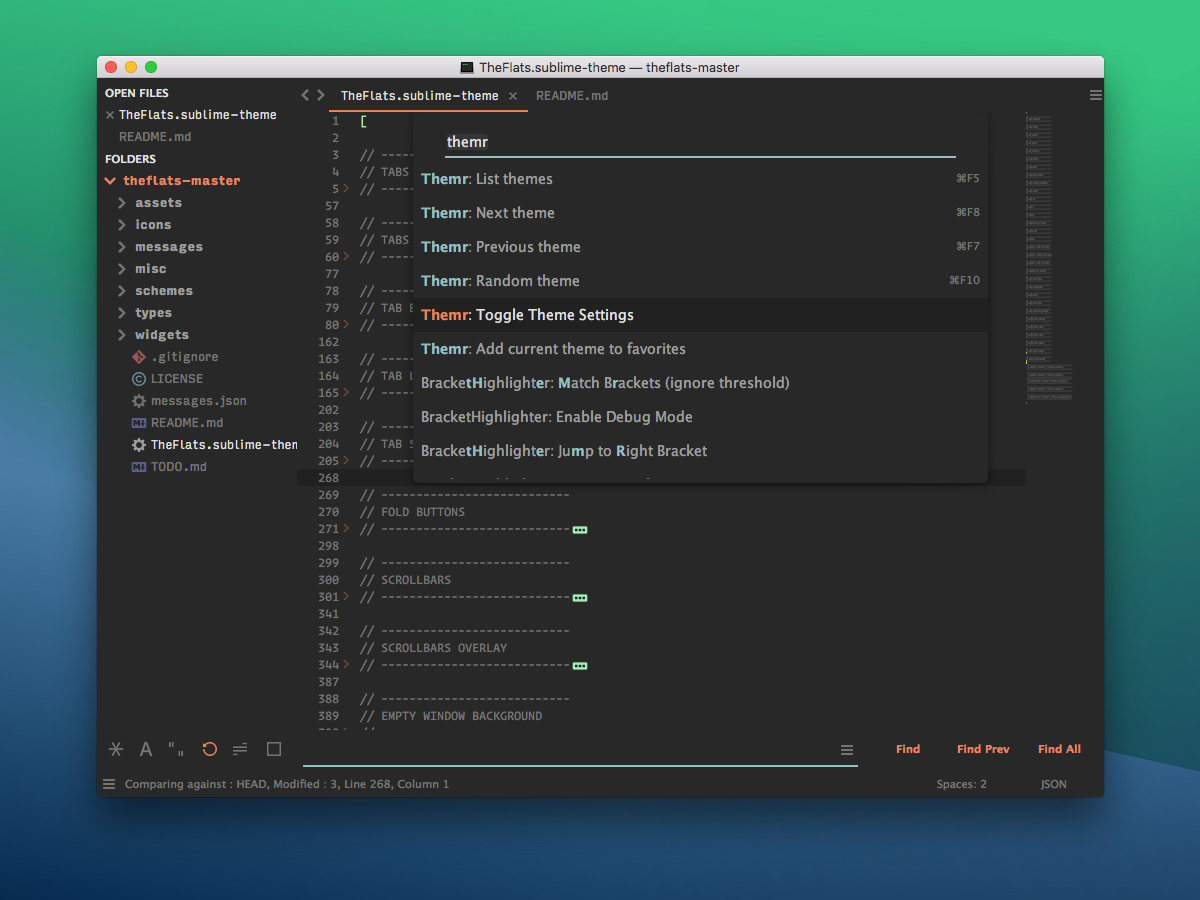 TheFlats.sublime-theme — theflats-master
OPEN FILES
TheFlats.sublime-theme
README.md
FOLDERS
theflats-master
assets
icons
messages
misc
schemes
types
widgets
.gitignore
LICENSE
messages.json
README.md
TheFlats.sublime-them
TODO.md
TheFlats.sublime-theme
README.md
themr
Themr: List themes ⌘F5
Themr: Next theme ⌘F8
Themr: Previous theme ⌘F7
Themr: Random theme ⌘F10
Themr: Toggle Theme Settings
Themr: Add current theme to favorites
BracketHighlighter: Match Brackets (ignore threshold)
BracketHighlighter: Enable Debug Mode
BracketHighlighter: Jump to Right Bracket
1 [
2
3 // ----
4 // TABS
5 // ----
57
58 // ----
59 // TABS
60 // ----
77
78 // ----
79 // TAB
80 // ----
162
163 // ----
164 // TAB
165 // ----
202
203 // ----
204 // TAB
205 // ----
268
269 // ---------------------------
270 // FOLD BUTTONS
271 // ---------------------------
298
299 // ---------------------------
300 // SCROLLBARS
301 // ---------------------------
341
342 // ---------------------------
343 // SCROLLBARS OVERLAY
344 // ---------------------------
387
388 // ---------------------------
389 // EMPTY WINDOW BACKGROUND
Find
Find Prev
Find All
Comparing against : HEAD, Modified : 3, Line 268, Column 1
Spaces: 2
JSON